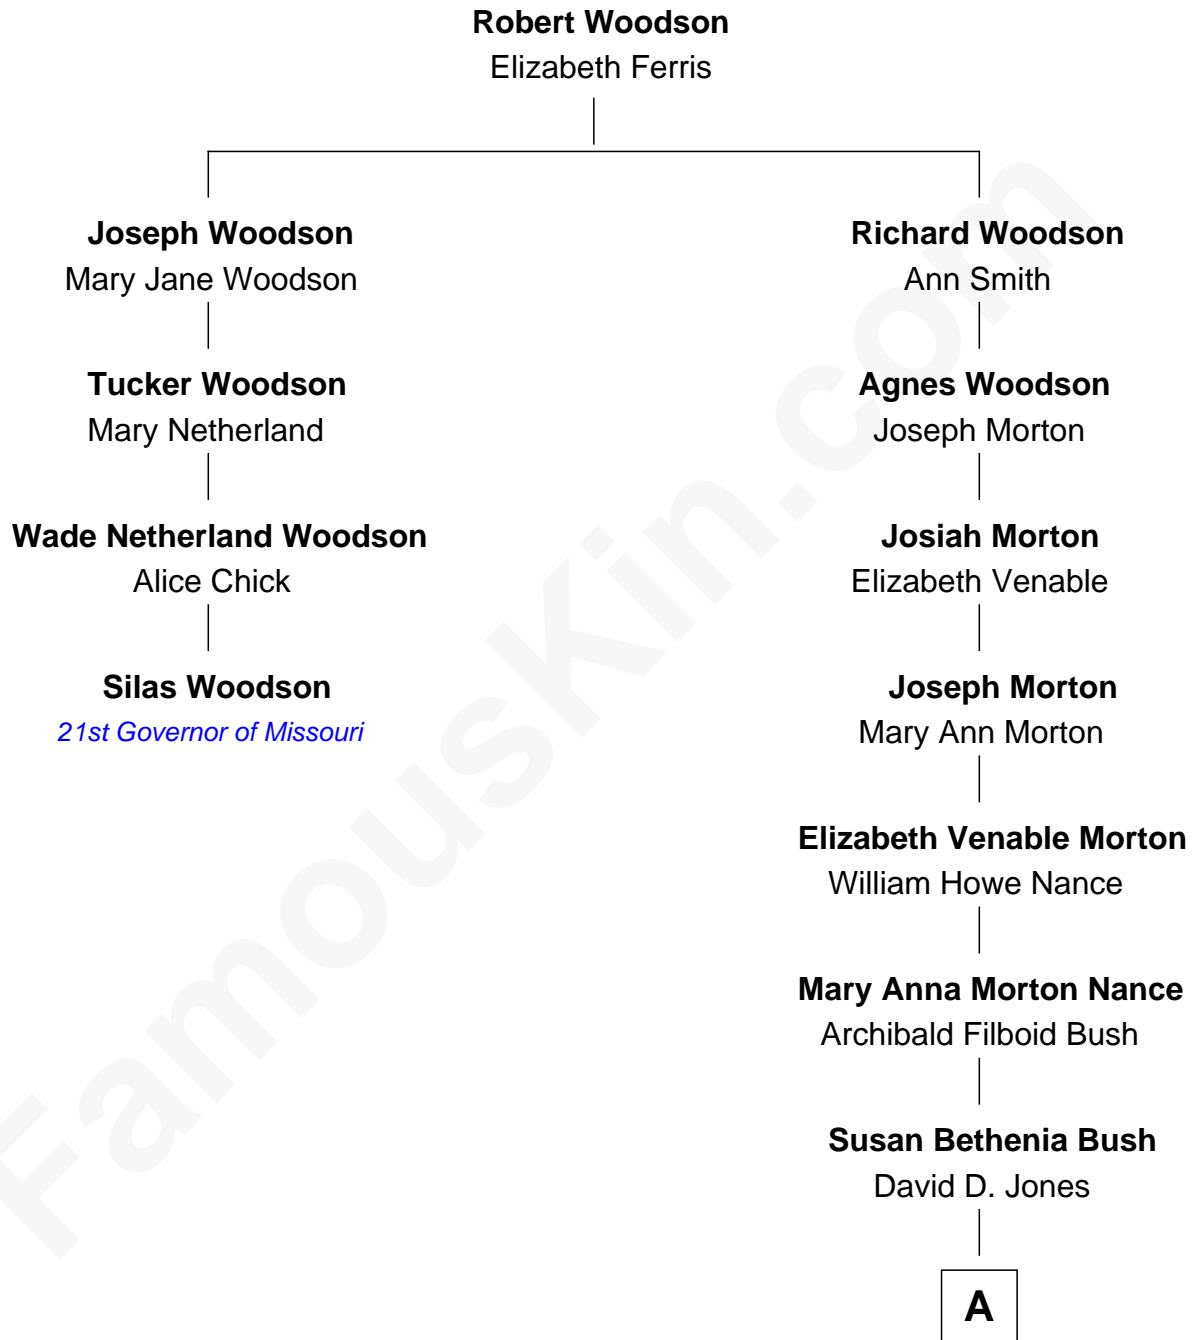 Robert Woodson
Elizabeth Ferris
Joseph Woodson
Mary Jane Woodson
Richard Woodson
Ann Smith
Tucker Woodson
Mary Netherland
Agnes Woodson
Joseph Morton
Wade Netherland Woodson
Alice Chick
Josiah Morton
Elizabeth Venable
Silas Woodson
21st Governor of Missouri
Joseph Morton
Mary Ann Morton
Elizabeth Venable Morton
William Howe Nance
Mary Anna Morton Nance
Archibald Filboid Bush
Susan Bethenia Bush
David D. Jones
A
FamousKin.com